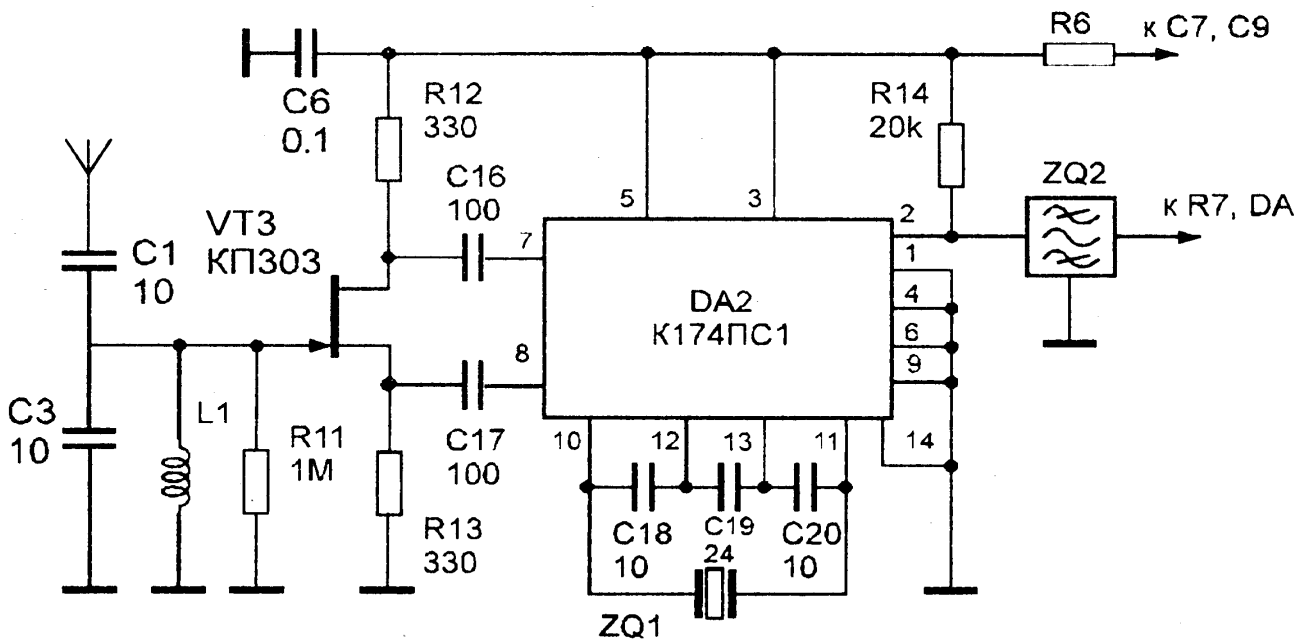 R6
к C7, C9
C6
0.1
R12
330
R14
20k
C16
100
5
3
2
ZQ2
к R7, DA
VT3
КП303
7
1
C1
10
DA2
К174ПС1
4
6
8
9
C3
10
L1
R11
1M
C17
100
10
12
13
11
14
R13
330
C18
10
C19
24
C20
10
ZQ1